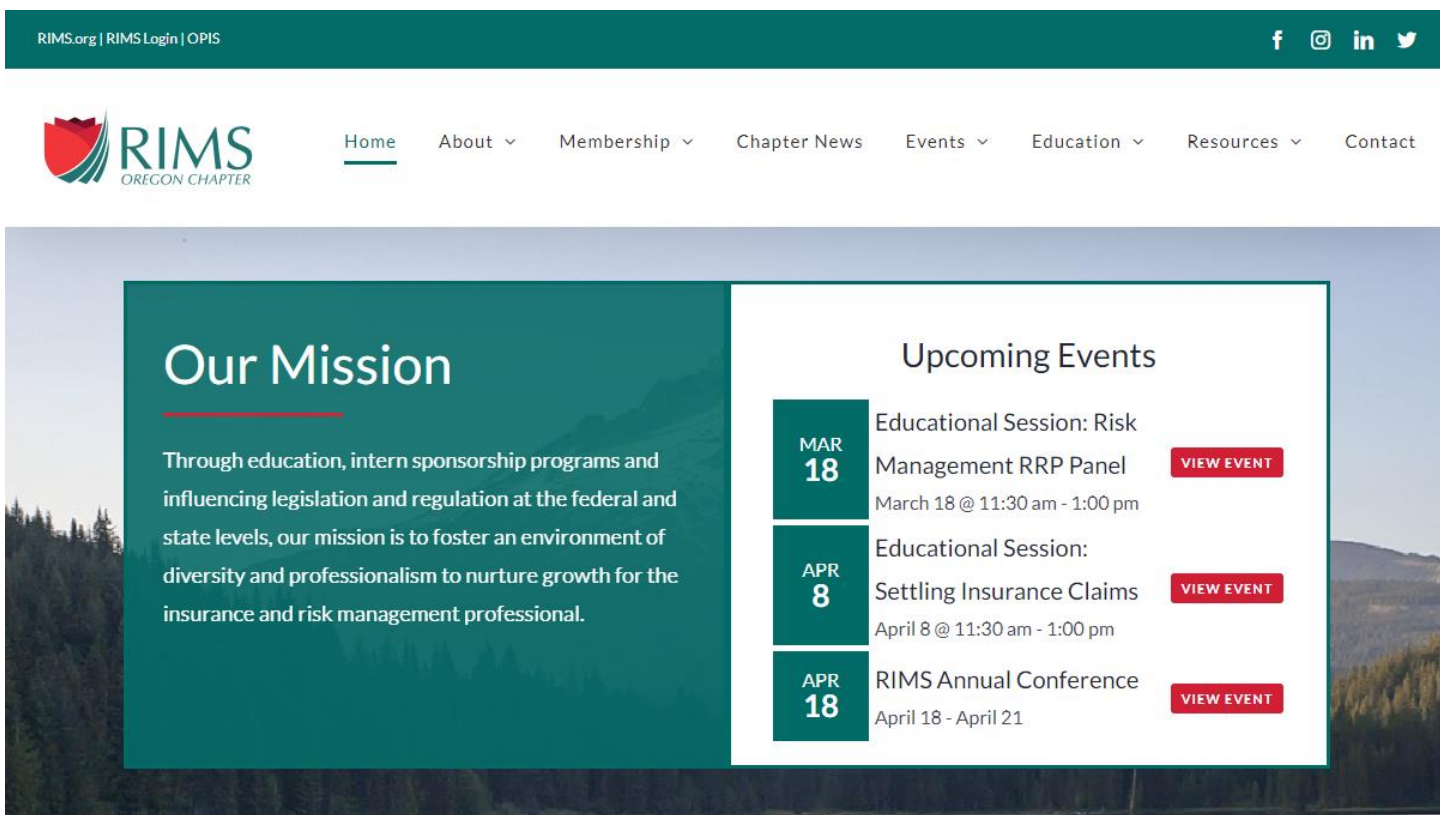 RIMS.org | RIMS Login | OPIS
RIMS
OREGON CHAPTER
Home About Membership Chapter News Events Education Resources Contact
Our Mission
Through education, intern sponsorship programs and
influencing legislation and regulation at the federal and
state levels, our mission is to foster an environment of
diversity and professionalism to nurture growth for the
insurance and risk management professional.
Upcoming Events
MAR
18
Educational Session: Risk
Management RRP Panel
March 18 @ 11:30 am - 1:00 pm
VIEW EVENT
APR
8
Educational Session:
Settling Insurance Claims
April 8 @ 11:30 am - 1:00 pm
VIEW EVENT
APR
18
RIMS Annual Conference
April 18 - April 21
VIEW EVENT